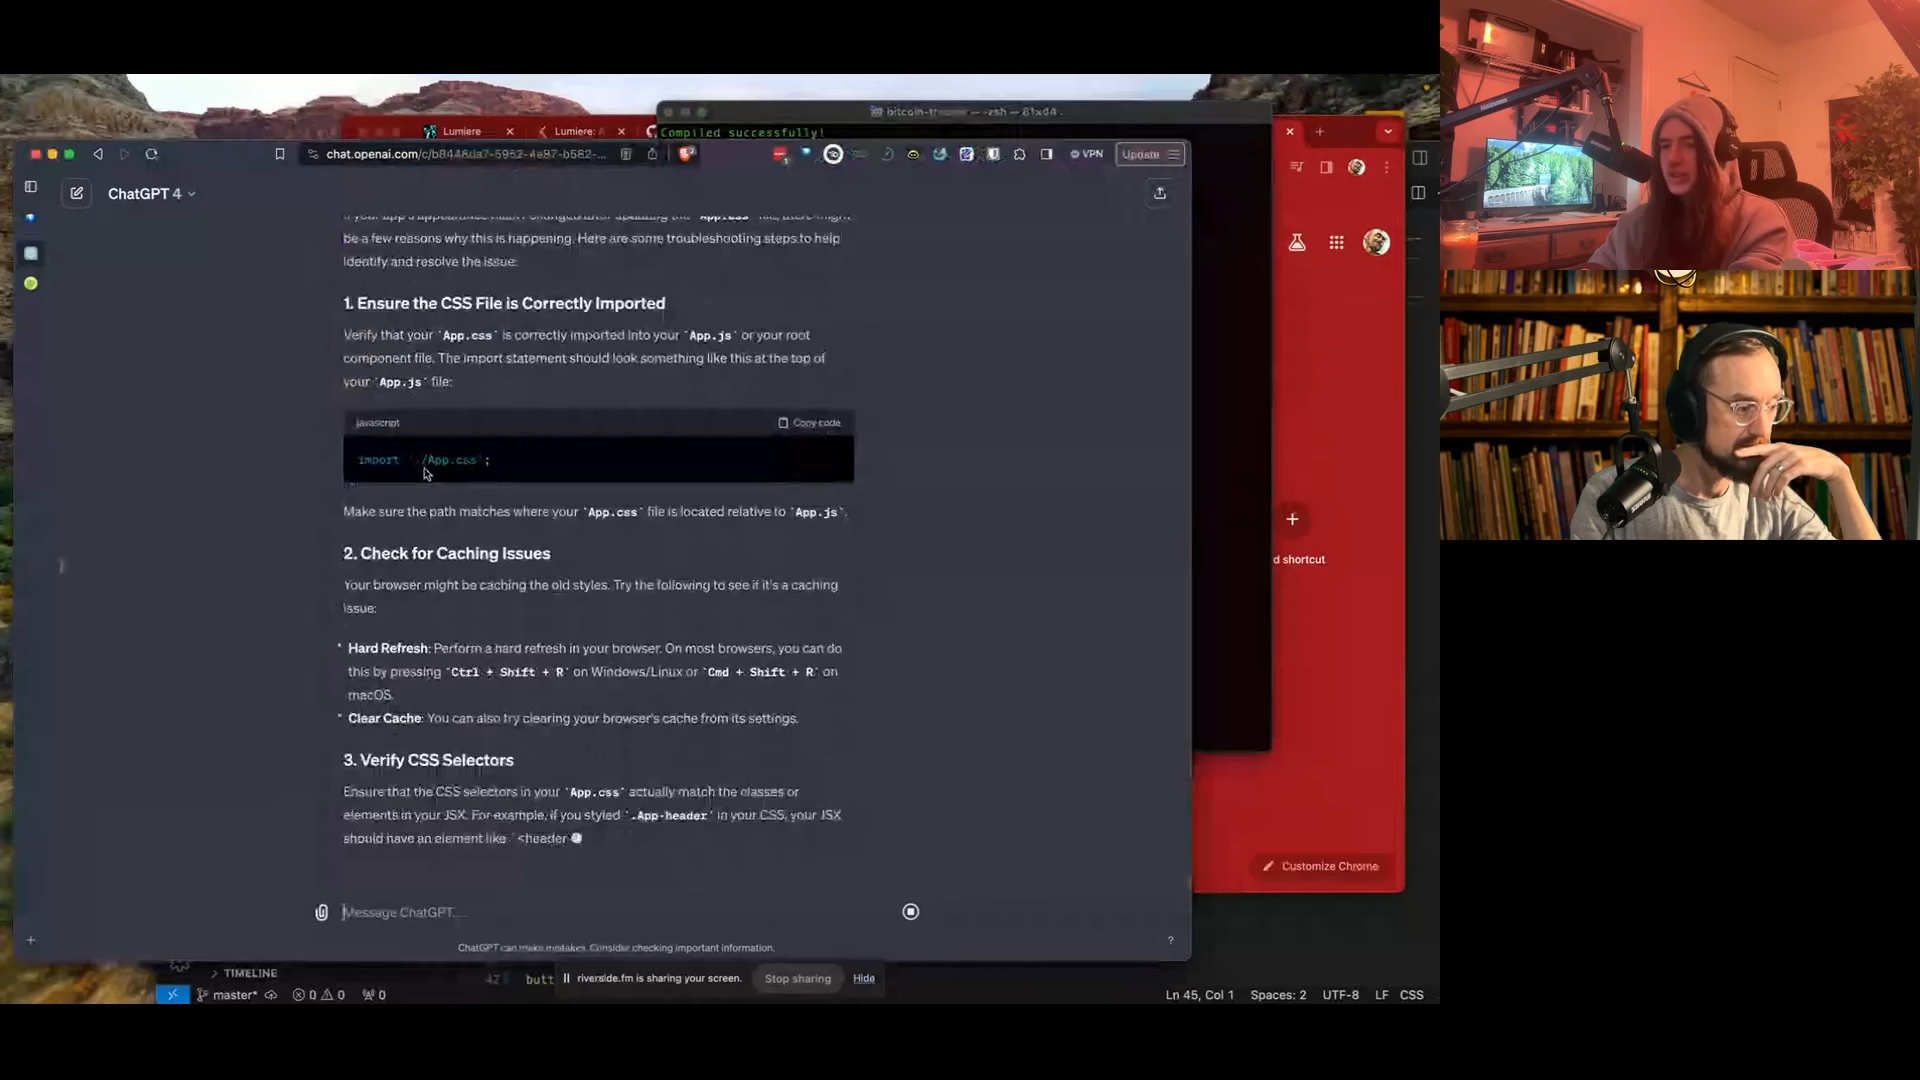 bitcoin-tracker — -zsh — 81x44
Lumiere
Lumiere:
Compiled successfully!
chat.openai.com/c/b8448da7-5952-4e87-b582-...
VPN
Update
ChatGPT 4
be a few reasons why this is happening. Here are some troubleshooting steps to help
identify and resolve the issue:
1. Ensure the CSS File is Correctly Imported
Verify that your `App.css` is correctly imported into your `App.js` or your root
component file. The import statement should look something like this at the top of
your `App.js` file:
javascript
Copy code
import './App.css';
Make sure the path matches where your `App.css` file is located relative to `App.js`.
2. Check for Caching Issues
Your browser might be caching the old styles. Try the following to see if it's a caching
issue:
Hard Refresh: Perform a hard refresh in your browser. On most browsers, you can do
this by pressing `Ctrl + Shift + R` on Windows/Linux or `Cmd + Shift + R` on
macOS.
Clear Cache: You can also try clearing your browser's cache from its settings.
3. Verify CSS Selectors
Ensure that the CSS selectors in your `App.css` actually match the classes or
elements in your JSX. For example, if you styled `.App-header` in your CSS, your JSX
should have an element like `<header
Message ChatGPT...
ChatGPT can make mistakes. Consider checking important information.
?
d shortcut
Customize Chrome
TIMELINE
42
butt
riverside.fm is sharing your screen.
Stop sharing
Hide
master*
0
0
0
Ln 45, Col 1
Spaces: 2
UTF-8
LF
CSS